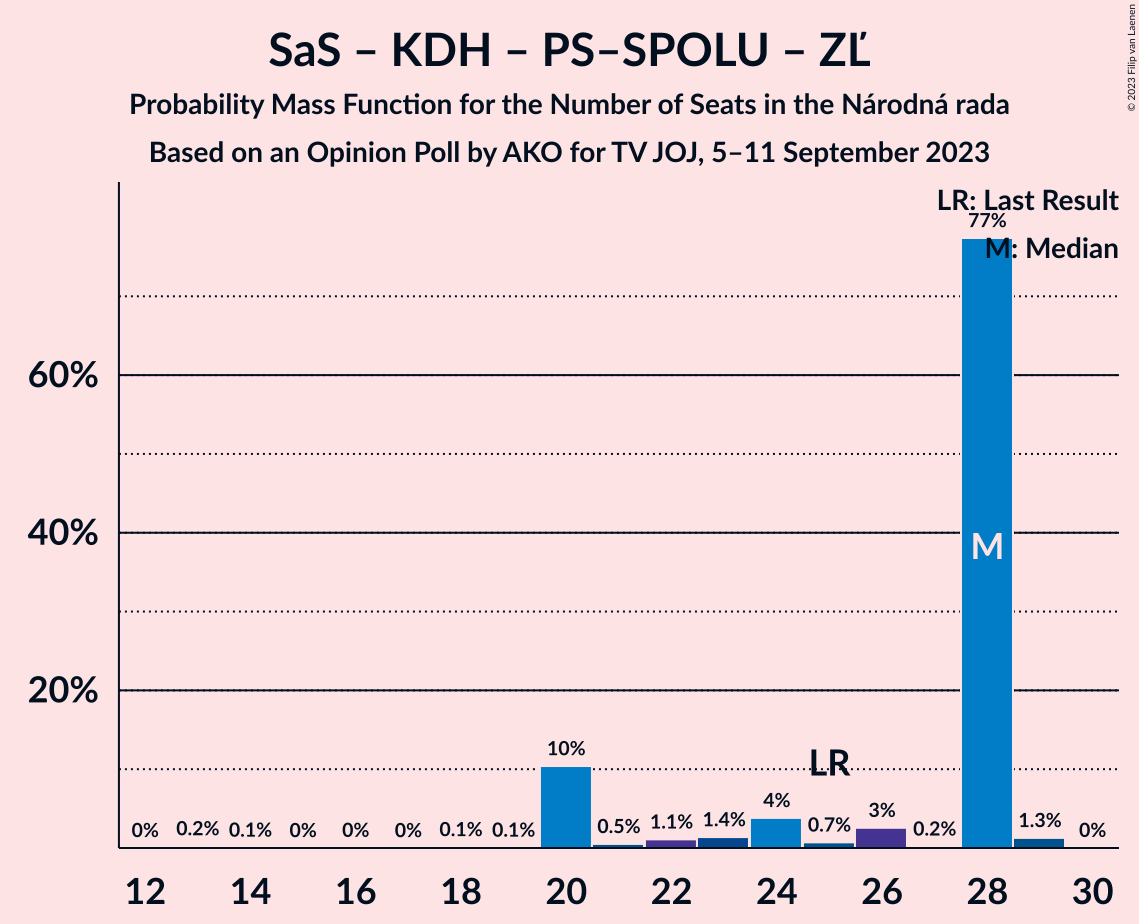 SaS – KDH – PS–SPOLU – ZĽ
Probability Mass Function for the Number of Seats in the Národná rada
Based on an Opinion Poll by AKO for TV JOJ, 5–11 September 2023
© 2023 Filip van Laenen
LR: Last Result
M: Median
77%
60%
40%
20%
M
LR
0% 0.2% 0.1% 0% 0% 0% 0.1% 0.1% 10% 0.5% 1.1% 1.4% 4% 0.7% 3% 0.2% 1.3% 0%
12 14 16 18 20 22 24 26 28 30